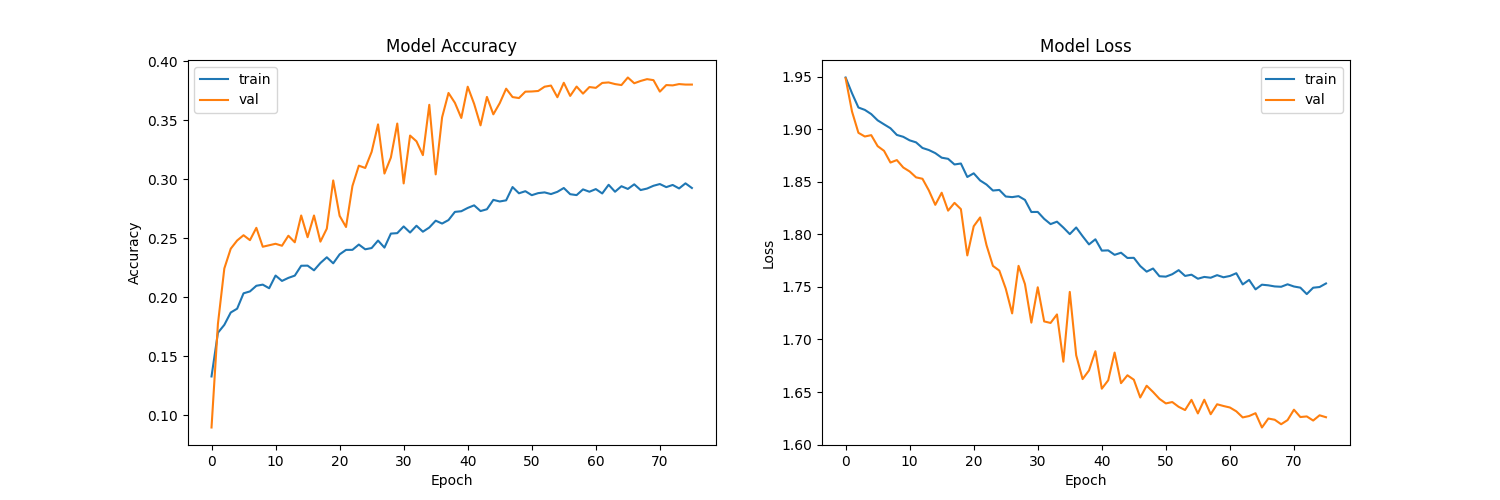 Model Accuracy
train
val
0.40
0.35
0.30
0.25
0.20
0.15
0.10
Accuracy
0 10 20 30 40 50 60 70
Epoch
Model Loss
train
val
1.95
1.90
1.85
1.80
1.75
1.70
1.65
1.60
Loss
0 10 20 30 40 50 60 70
Epoch